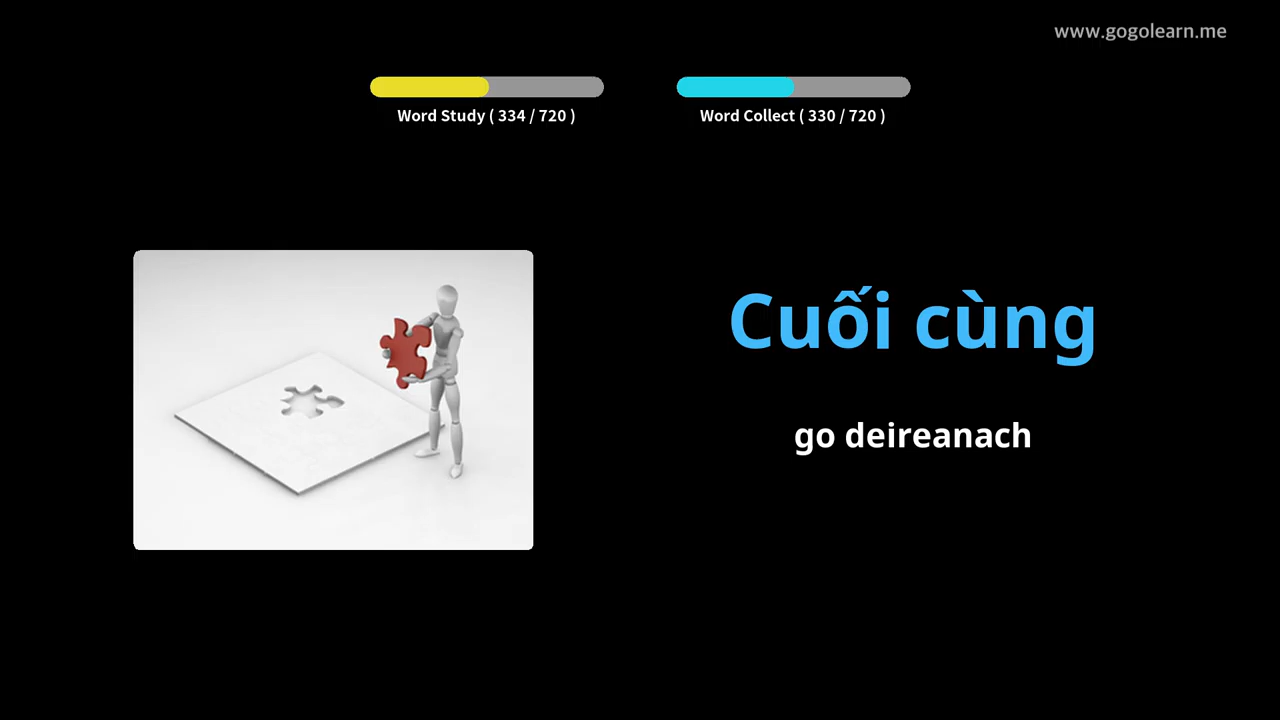 www.gogolearn.me
Word Study ( 334 / 720 )
Word Collect ( 330 / 720 )
Cuối cùng
go deireanach